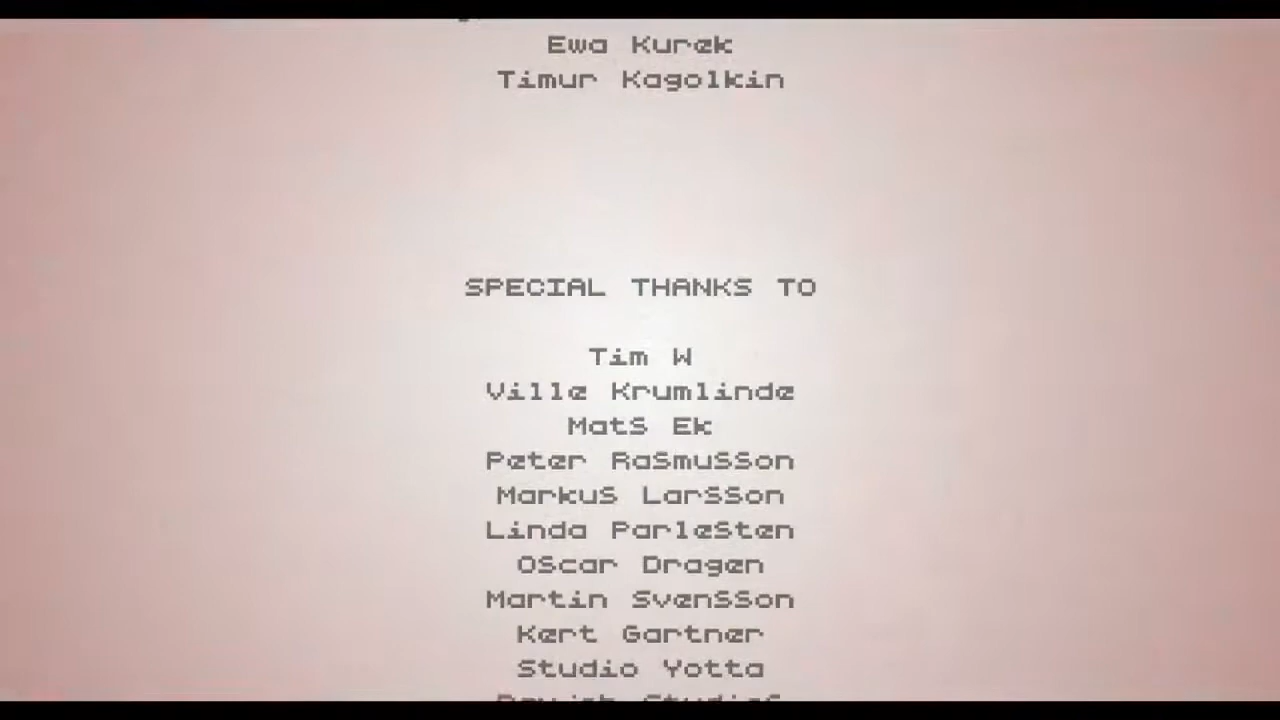 Ewa Kurek
Timur Kagolkin
SPECIAL THANKS TO
Tim W
Ville Krumlinde
Mats Ek
Peter Rasmusson
Markus Larsson
Linda Parlesten
Oscar Dragen
Martin Svensson
Kert Gartner
Studio Yotta